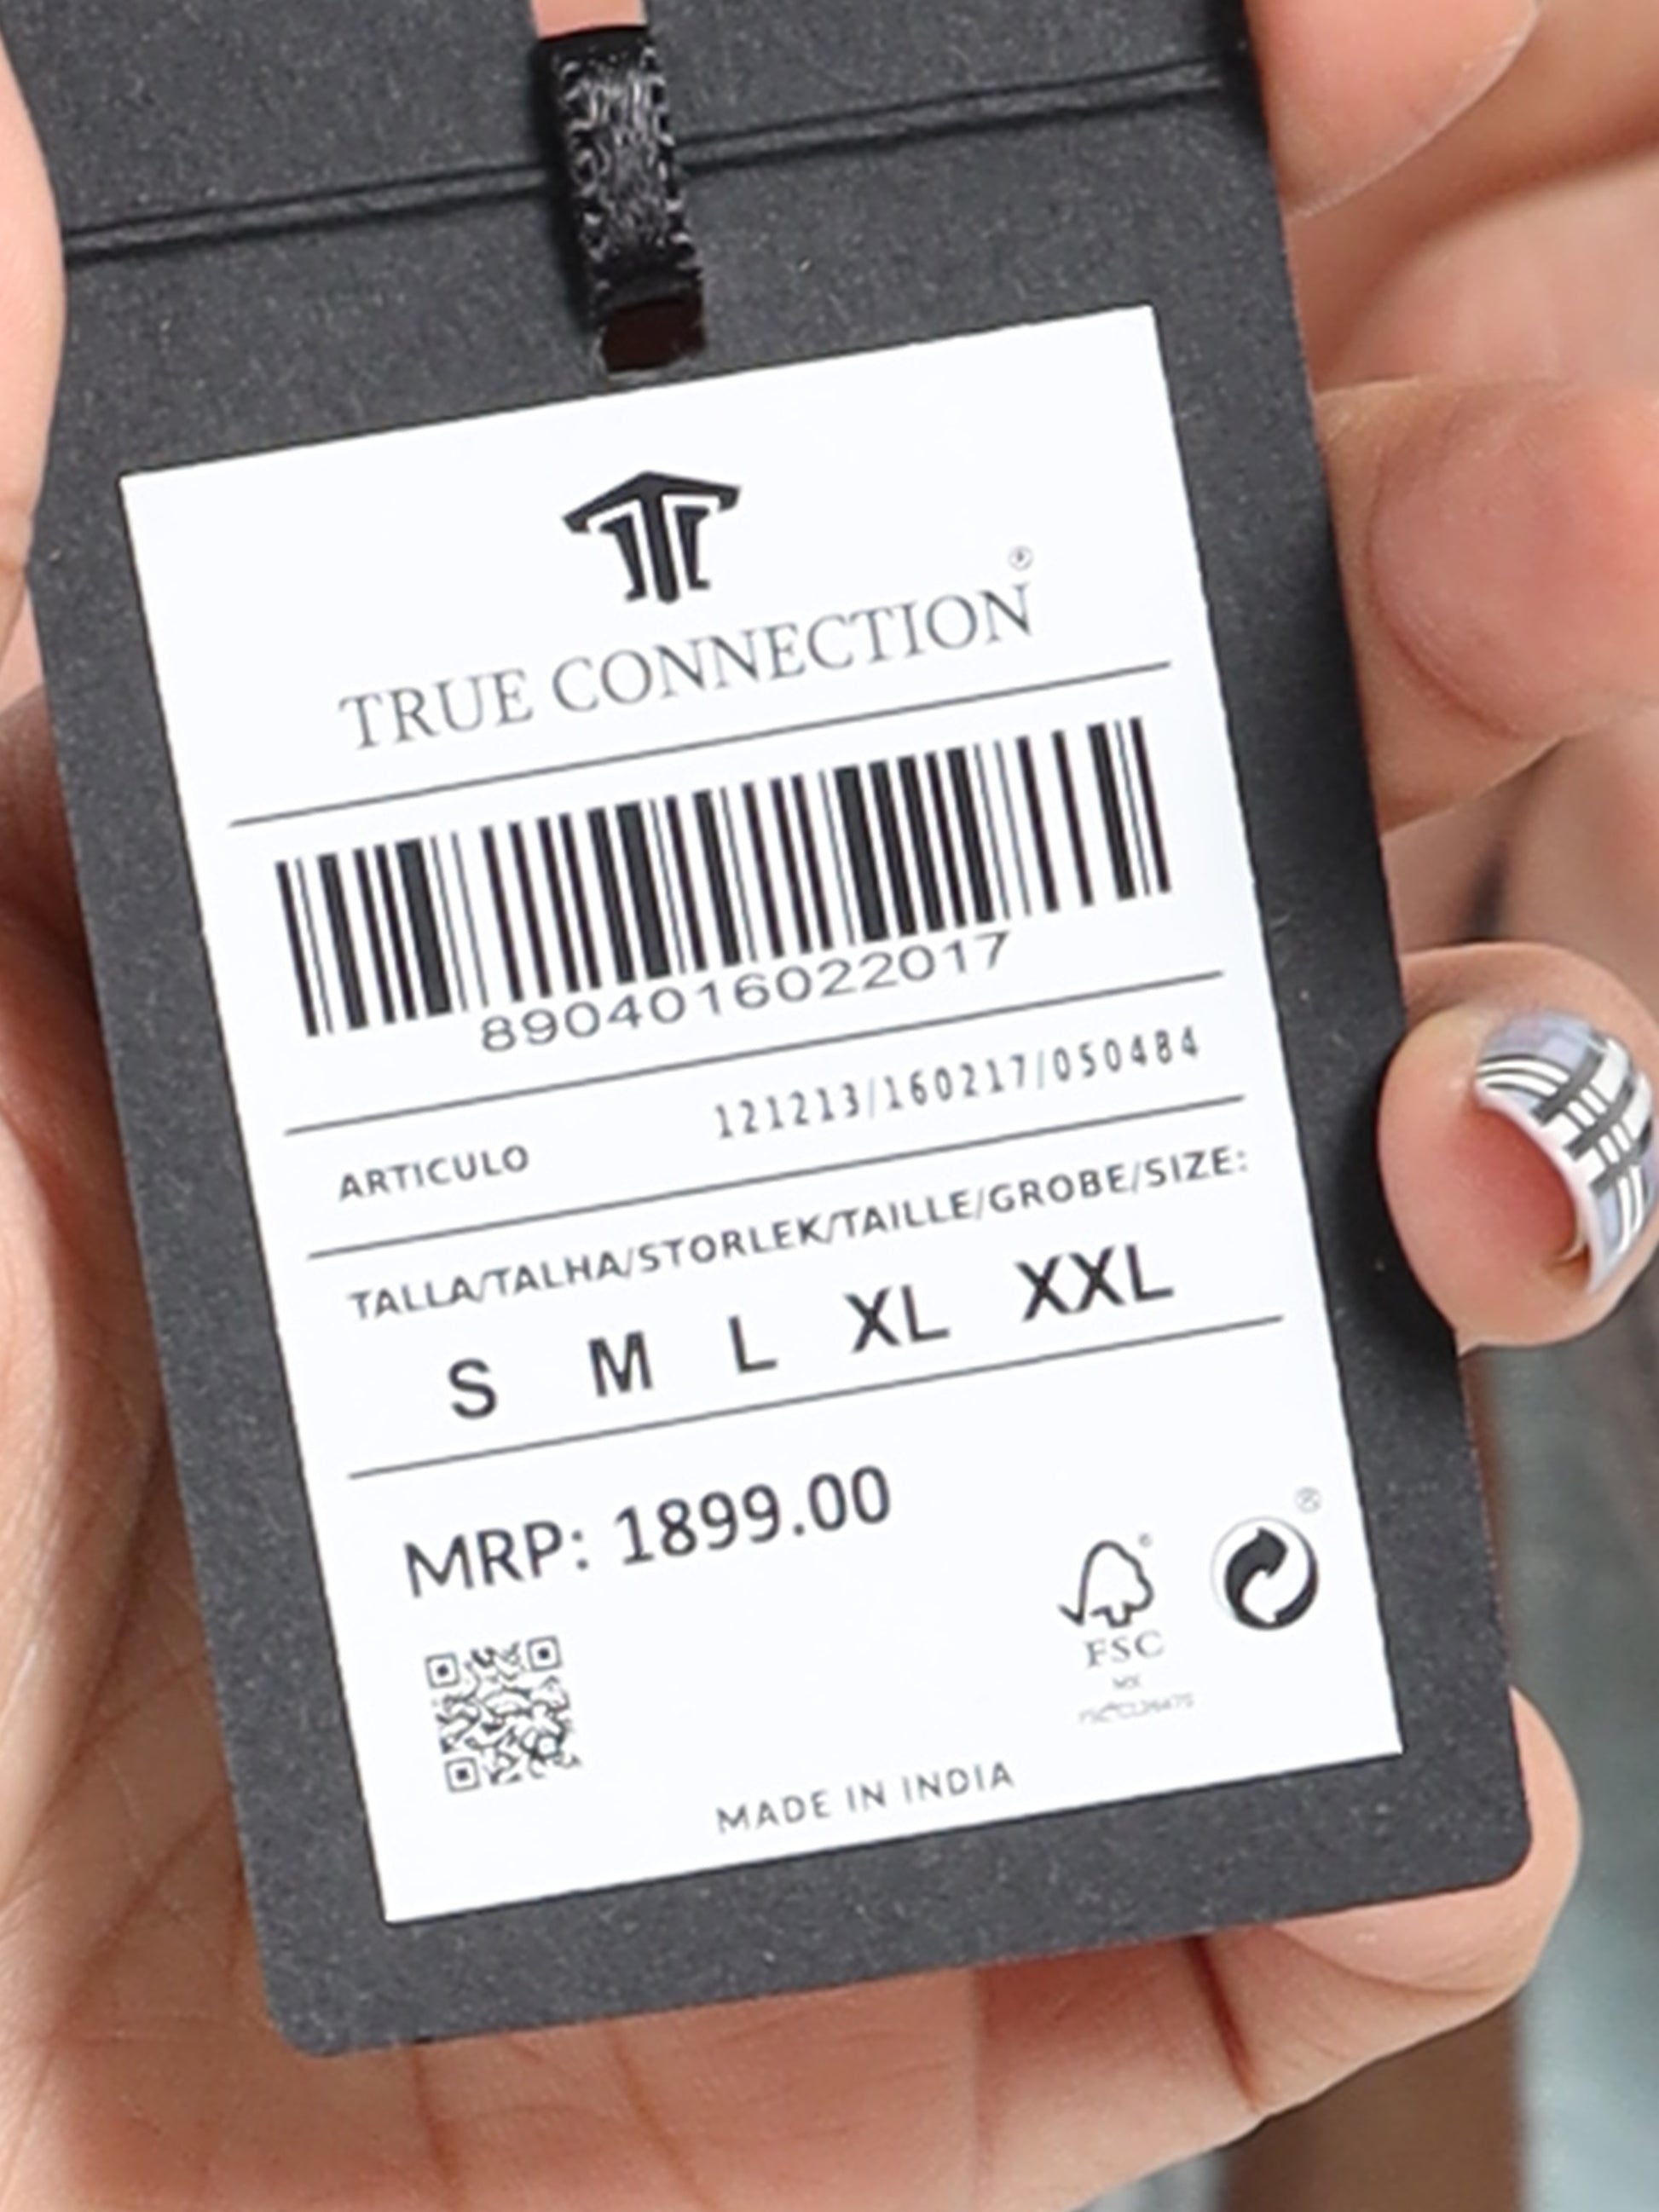 TRUE CONNECTION®
8904016022017
ARTICULO 121213/160217/050484
TALLA/TALHA/STORLEK/TAILLE/GROBE/SIZE:
S M L XL XXL
MRP: 1899.00
FSC
MADE IN INDIA